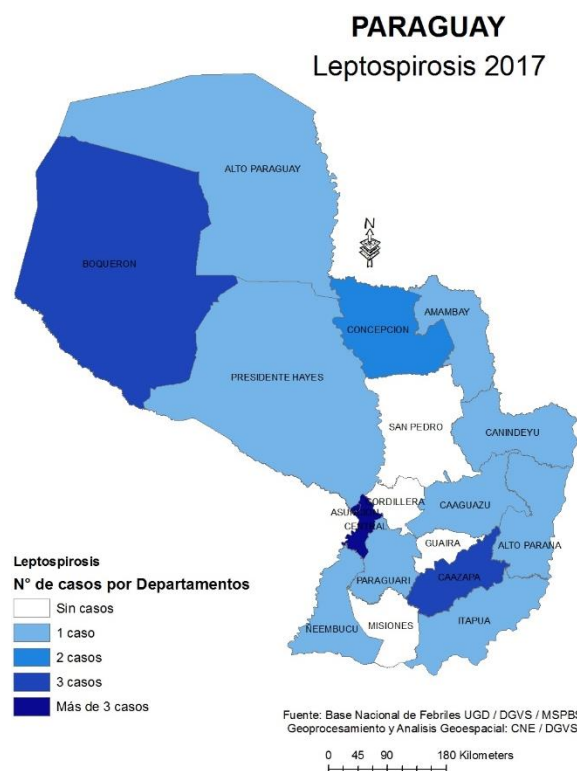 PARAGUAY
Leptospirosis 2017
ALTO PARAGUAY
N
BOQUERON
CONCEPCION
AMAMBAY
PRESIDENTE HAYES
SAN PEDRO
CANINDEYU
CORDILLERA
CAAGUAZU
CENTRAL
GUAIRA
ALTO PARANA
PARAGUARI
CAAZAPA
ÑEEMBUCU
MISIONES
ITAPUA
Leptospirosis
N° de casos por Departamentos
Sin casos
1 caso
2 casos
3 casos
Más de 3 casos
Fuente: Base Nacional de Febriles UGD / DGVS / MSPBS
Geoprocesamiento y Analisis Geoespacial: CNE / DGVS
0 45 90 180 Kilometers